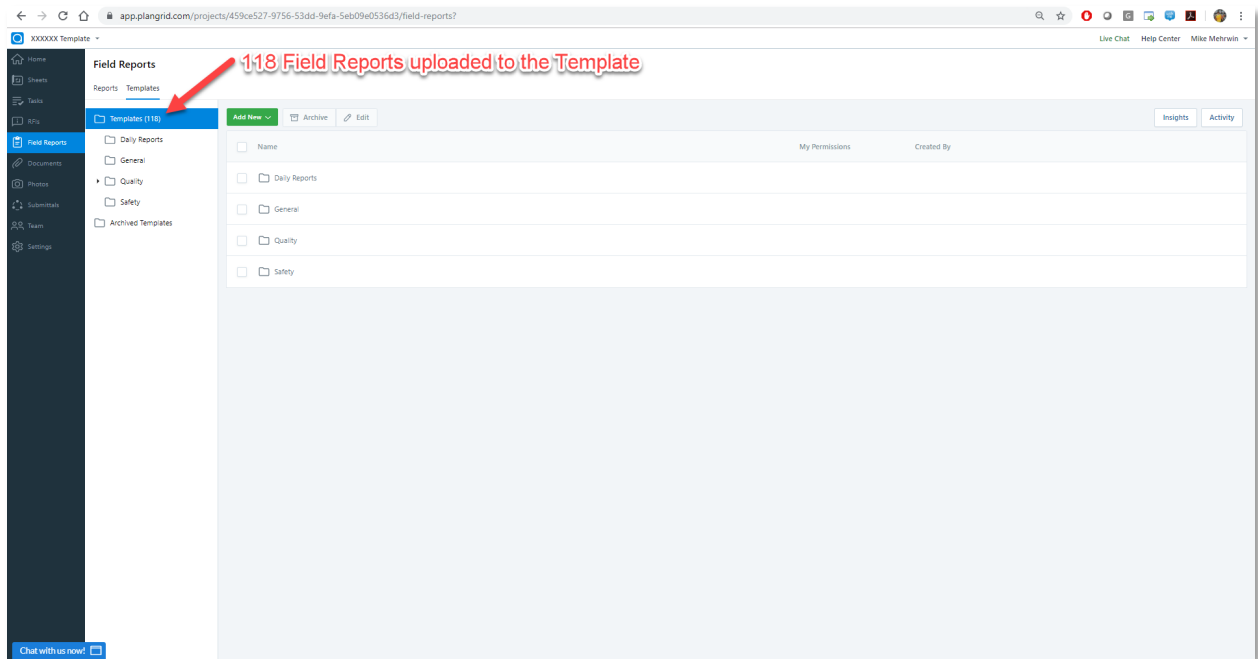 app.plangrid.com/projects/459ce527-9756-53dd-9efa-5eb09e0536d3/field-reports?
XXXXXX Template
Live Chat Help Center Mike Mehrwin
Home
Sheets
Tasks
RFIs
Field Reports
Documents
Photos
Submittals
Team
Settings
Field Reports
118 Field Reports uploaded to the Template
Reports Templates
Templates (118)
Daily Reports
General
Quality
Safety
Archived Templates
Add New Archive Edit
Insights Activity
Name My Permissions Created By
Daily Reports
General
Quality
Safety
Chat with us now!